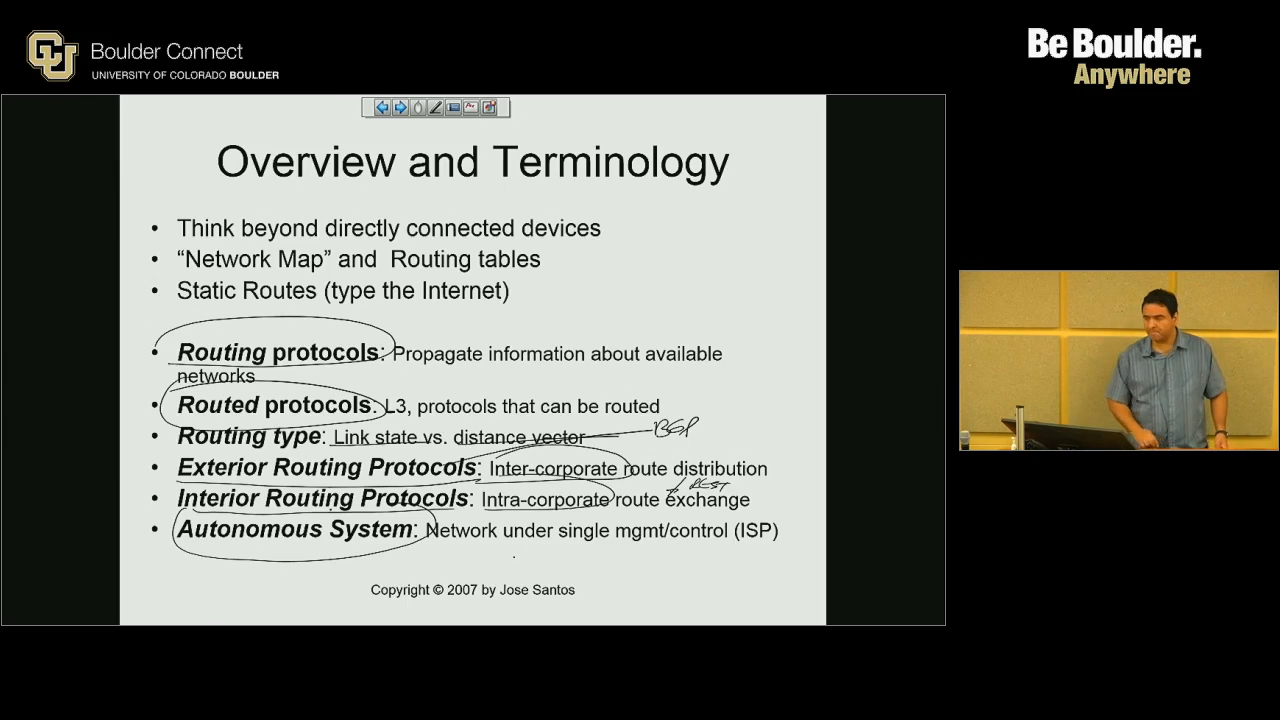 CU
Boulder Connect
UNIVERSITY OF COLORADO BOULDER
Be Boulder.
Anywhere
Overview and Terminology
• Think beyond directly connected devices
• “Network Map” and Routing tables
• Static Routes (type the Internet)
• Routing protocols: Propagate information about available
networks
• Routed protocols: L3, protocols that can be routed
• Routing type: Link state vs. distance vector
BGP
• Exterior Routing Protocols: Inter-corporate route distribution
• Interior Routing Protocols: Intra-corporate route exchange
• Autonomous System: Network under single mgmt/control (ISP)
Copyright © 2007 by Jose Santos